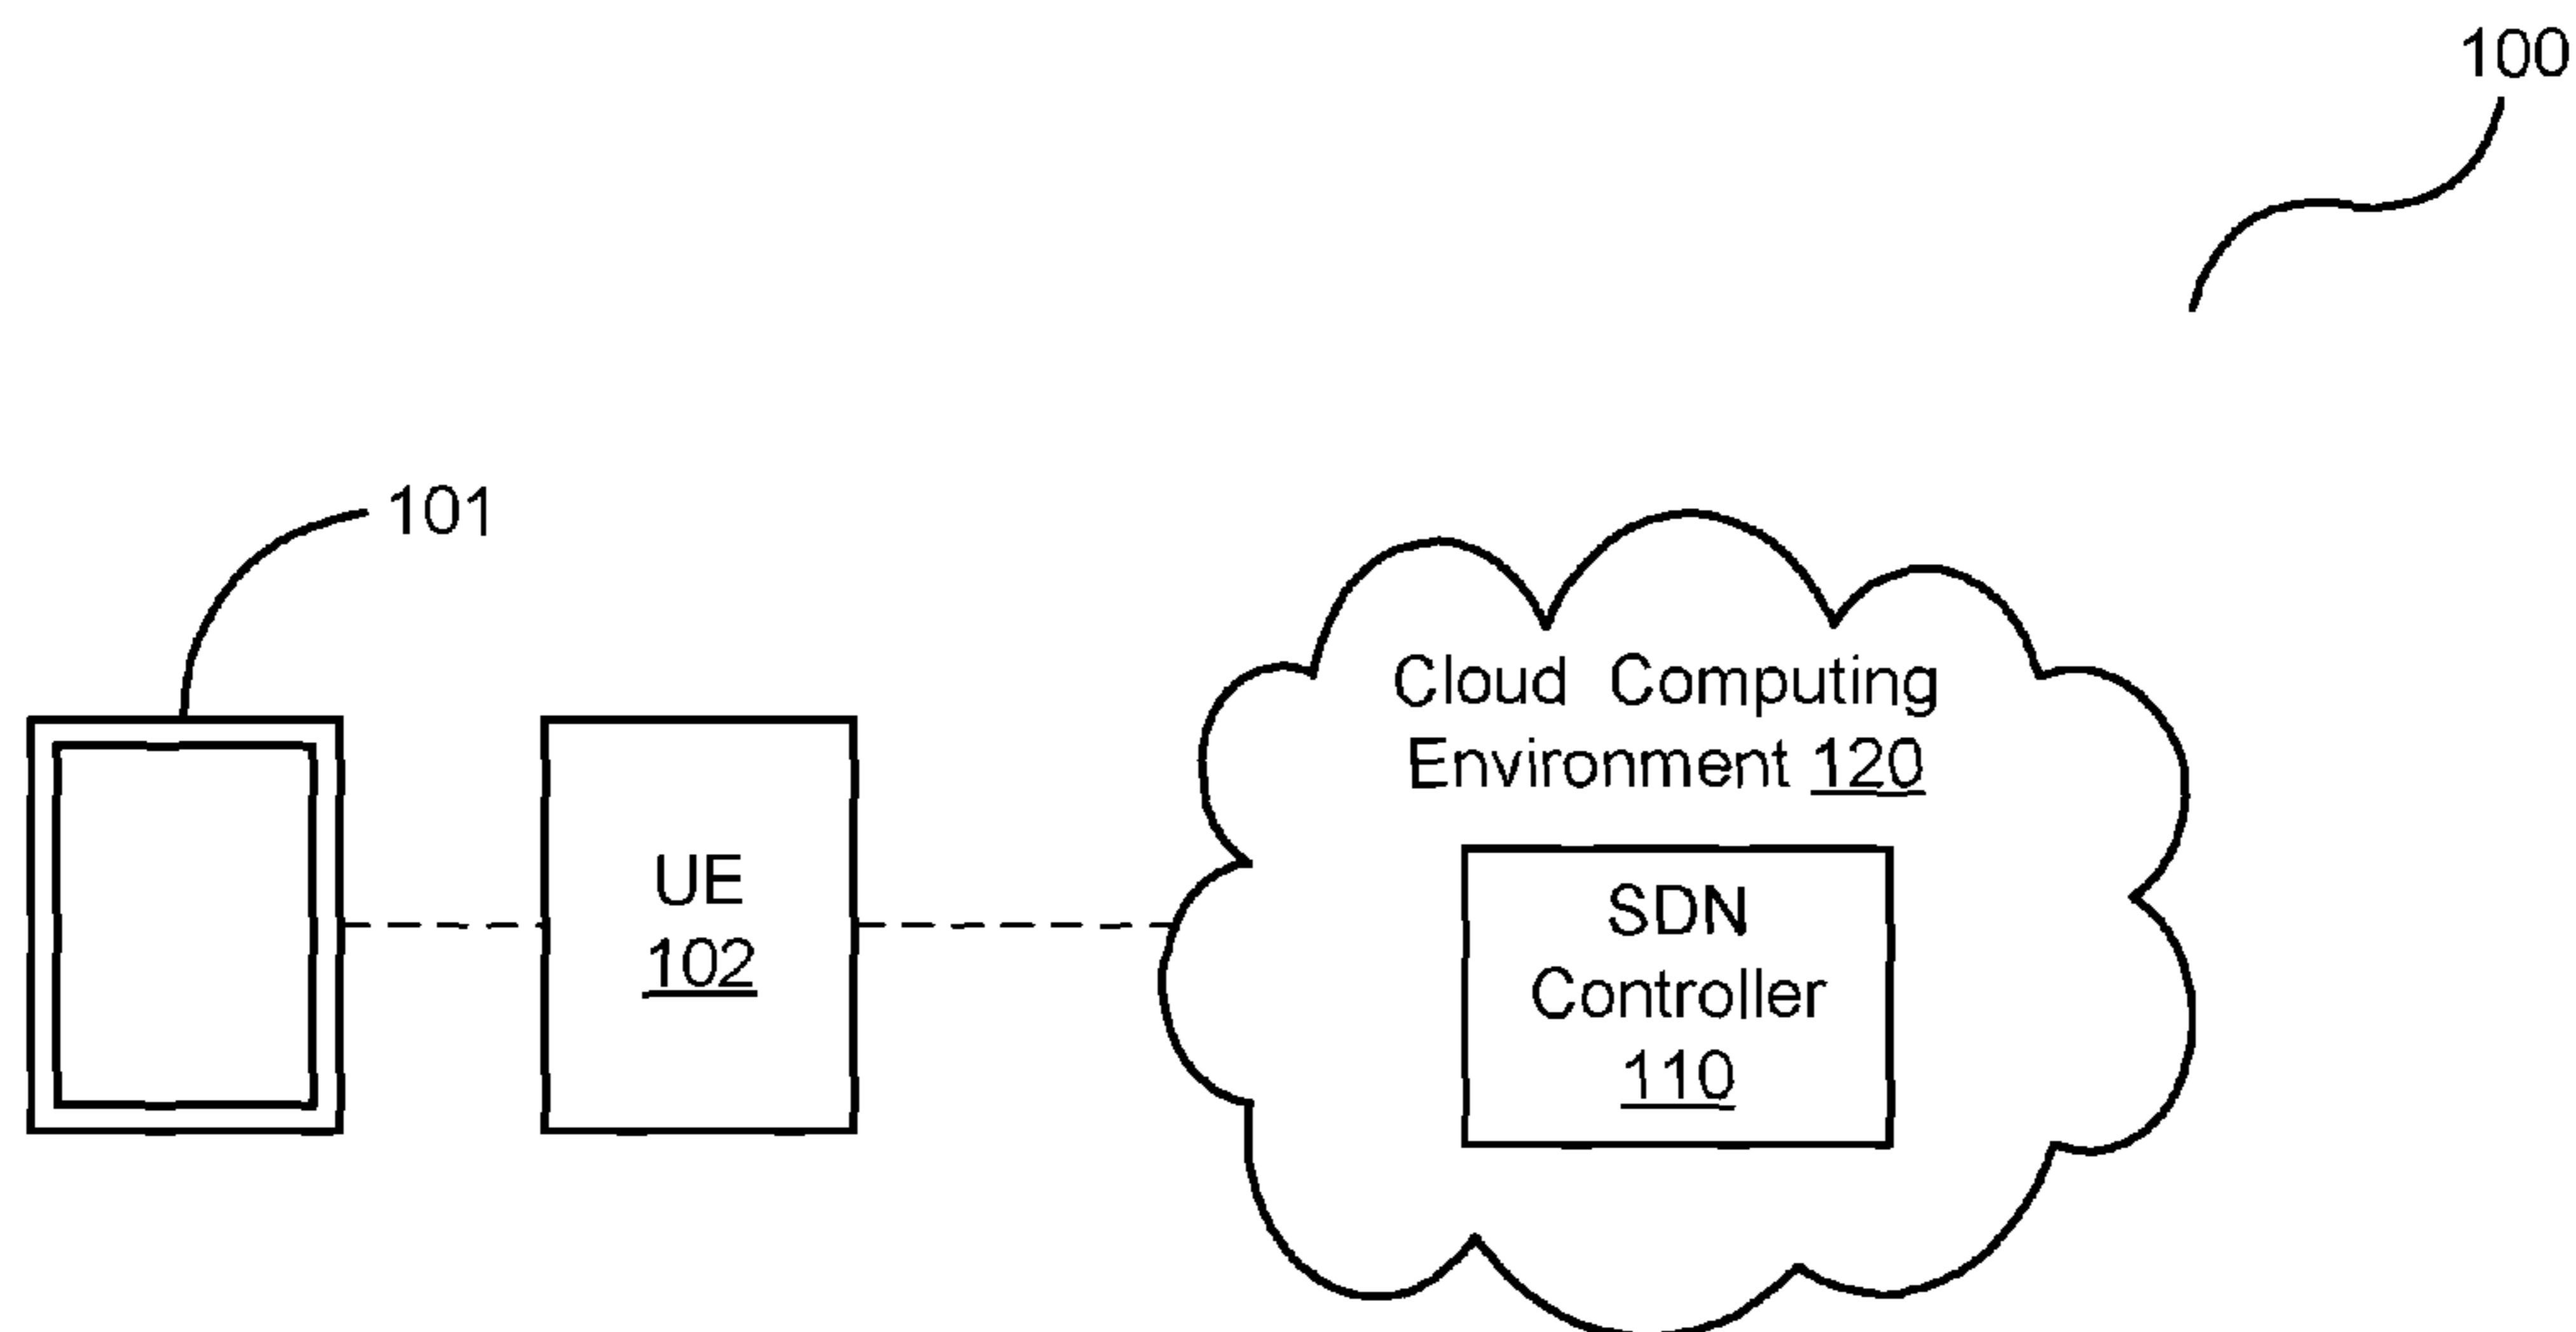 100
101
Cloud Computing
Environment 120
UE
102
SDN
Controller
110